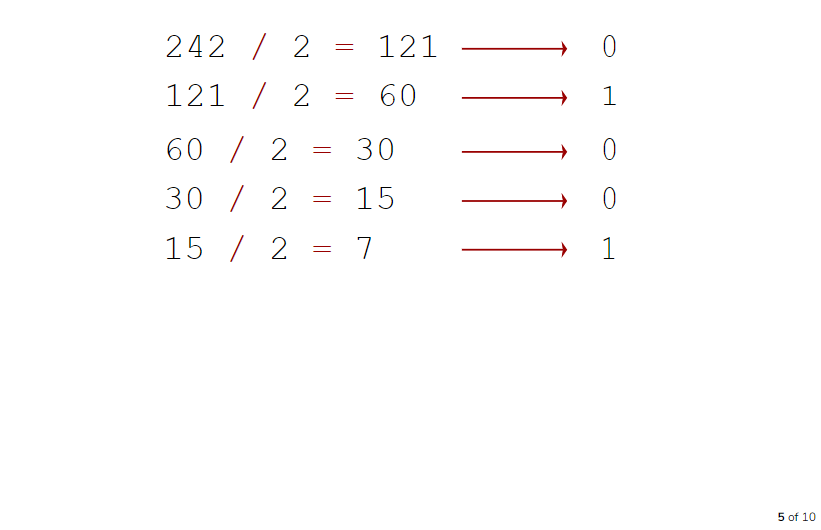 242 / 2 = 121 ⟶ 0
121 / 2 = 60 ⟶ 1
60 / 2 = 30 ⟶ 0
30 / 2 = 15 ⟶ 0
15 / 2 = 7 ⟶ 1
5 of 10